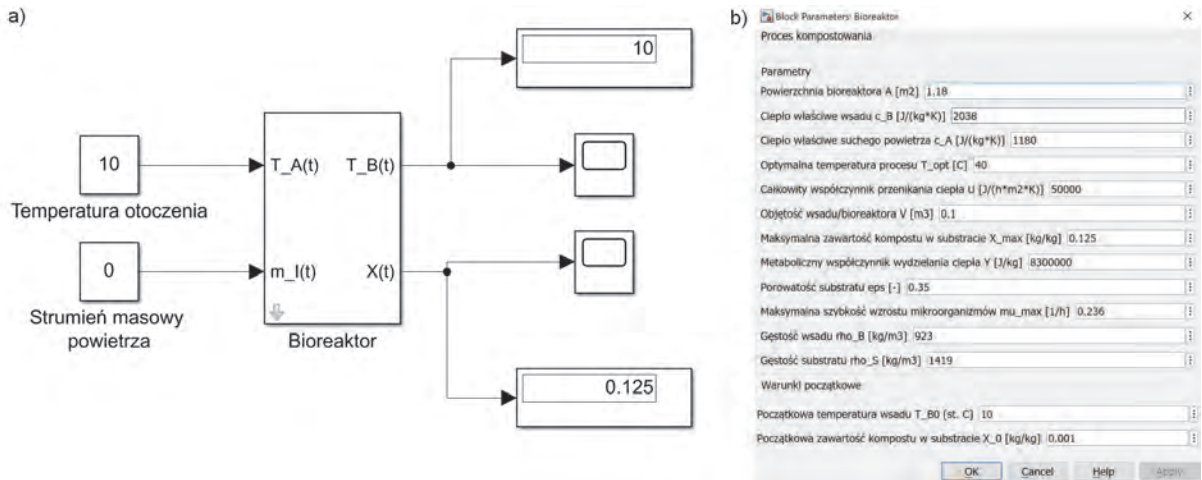 a)
10
10
T_A(t)
T_B(t)
Temperatura otoczenia
0
m_I(t)
X(t)
Strumień masowy
powietrza
Bioreaktor
0.125
b)
Block Parameters: Bioreaktor
Proces kompostowania
Parametry
Powierzchnia bioreaktora A [m2] 1.18
Ciepło właściwe wsadu c_B [J/(kg*K)] 2038
Ciepło właściwe suchego powietrza c_A [J/(kg*K)] 1180
Optymalna temperatura procesu T_opt [C] 40
Całkowity współczynnik przenikania ciepła U [J/(h*m2*K)] 50000
Objętość wsadu/bioreaktora V [m3] 0.1
Maksymalna zawartość kompostu w substracie X_max [kg/kg] 0.125
Metaboliczny współczynnik wydzielania ciepła Y [J/kg] 8300000
Porowatość substratu eps [-] 0.35
Maksymalna szybkość wzrostu mikroorganizmów mu_max [1/h] 0.236
Gęstość wsadu rho_B [kg/m3] 923
Gęstość substratu rho_S [kg/m3] 1419
Warunki początkowe
Początkowa temperatura wsadu T_B0 [st. C] 10
Początkowa zawartość kompostu w substracie X_0 [kg/kg] 0.001
OK Cancel Help Apply